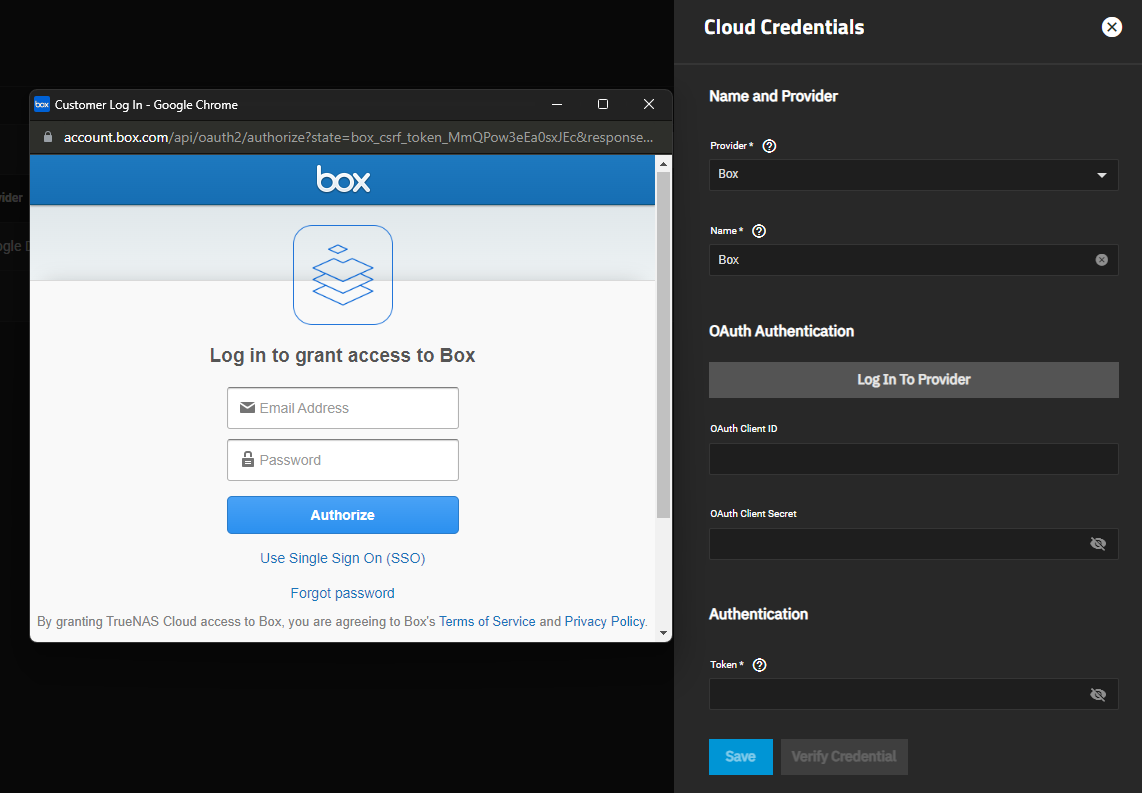 box Customer Log In - Google Chrome
account.box.com/api/oauth2/authorize?state=box_csrf_token_MmQPow3eEa0sxJEc&response...
box
Log in to grant access to Box
Email Address
Password
Authorize
Use Single Sign On (SSO)
Forgot password
By granting TrueNAS Cloud access to Box, you are agreeing to Box's Terms of Service and Privacy Policy.
Cloud Credentials
Name and Provider
Provider *
Box
Name *
Box
OAuth Authentication
Log In To Provider
OAuth Client ID
OAuth Client Secret
Authentication
Token *
Save Verify Credential